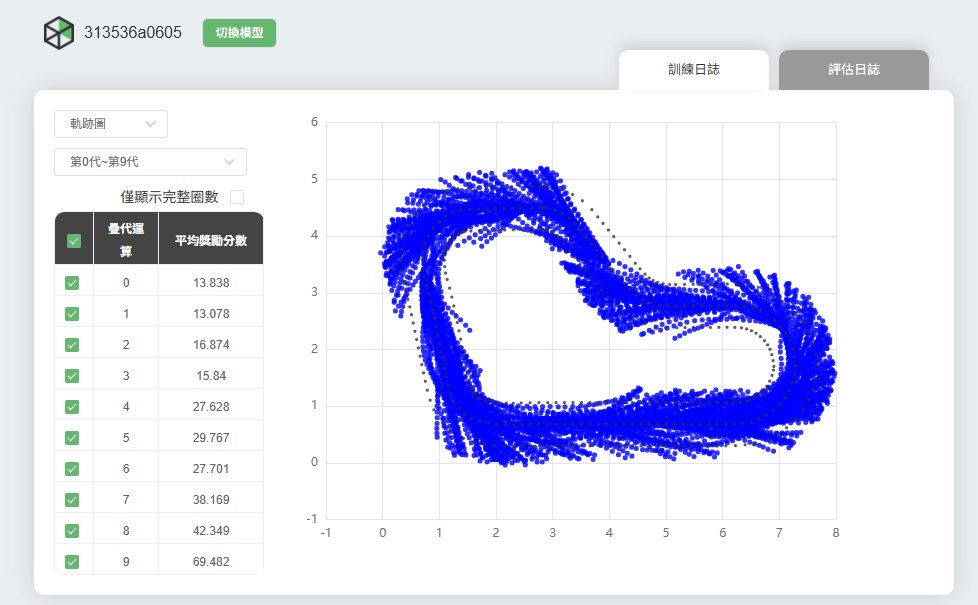 313536a0605
切換模型
訓練日誌
評估日誌
軌跡圖
第0代~第9代
僅顯示完整圈數
疊代運
算
平均獎勵分數
0 13.838
1 13.078
2 16.874
3 15.84
4 27.628
5 29.767
6 27.701
7 38.169
8 42.349
9 69.482
6
5
4
3
2
1
0
-1
-1 0 1 2 3 4 5 6 7 8